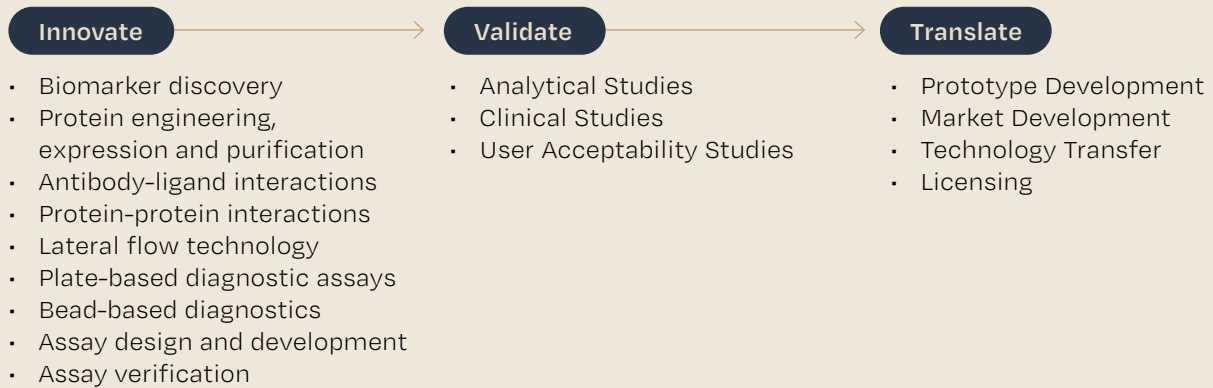 Innovate
• Biomarker discovery
• Protein engineering,
expression and purification
• Antibody-ligand interactions
• Protein-protein interactions
• Lateral flow technology
• Plate-based diagnostic assays
• Bead-based diagnostics
• Assay design and development
• Assay verification
Validate
• Analytical Studies
• Clinical Studies
• User Acceptability Studies
Translate
• Prototype Development
• Market Development
• Technology Transfer
• Licensing